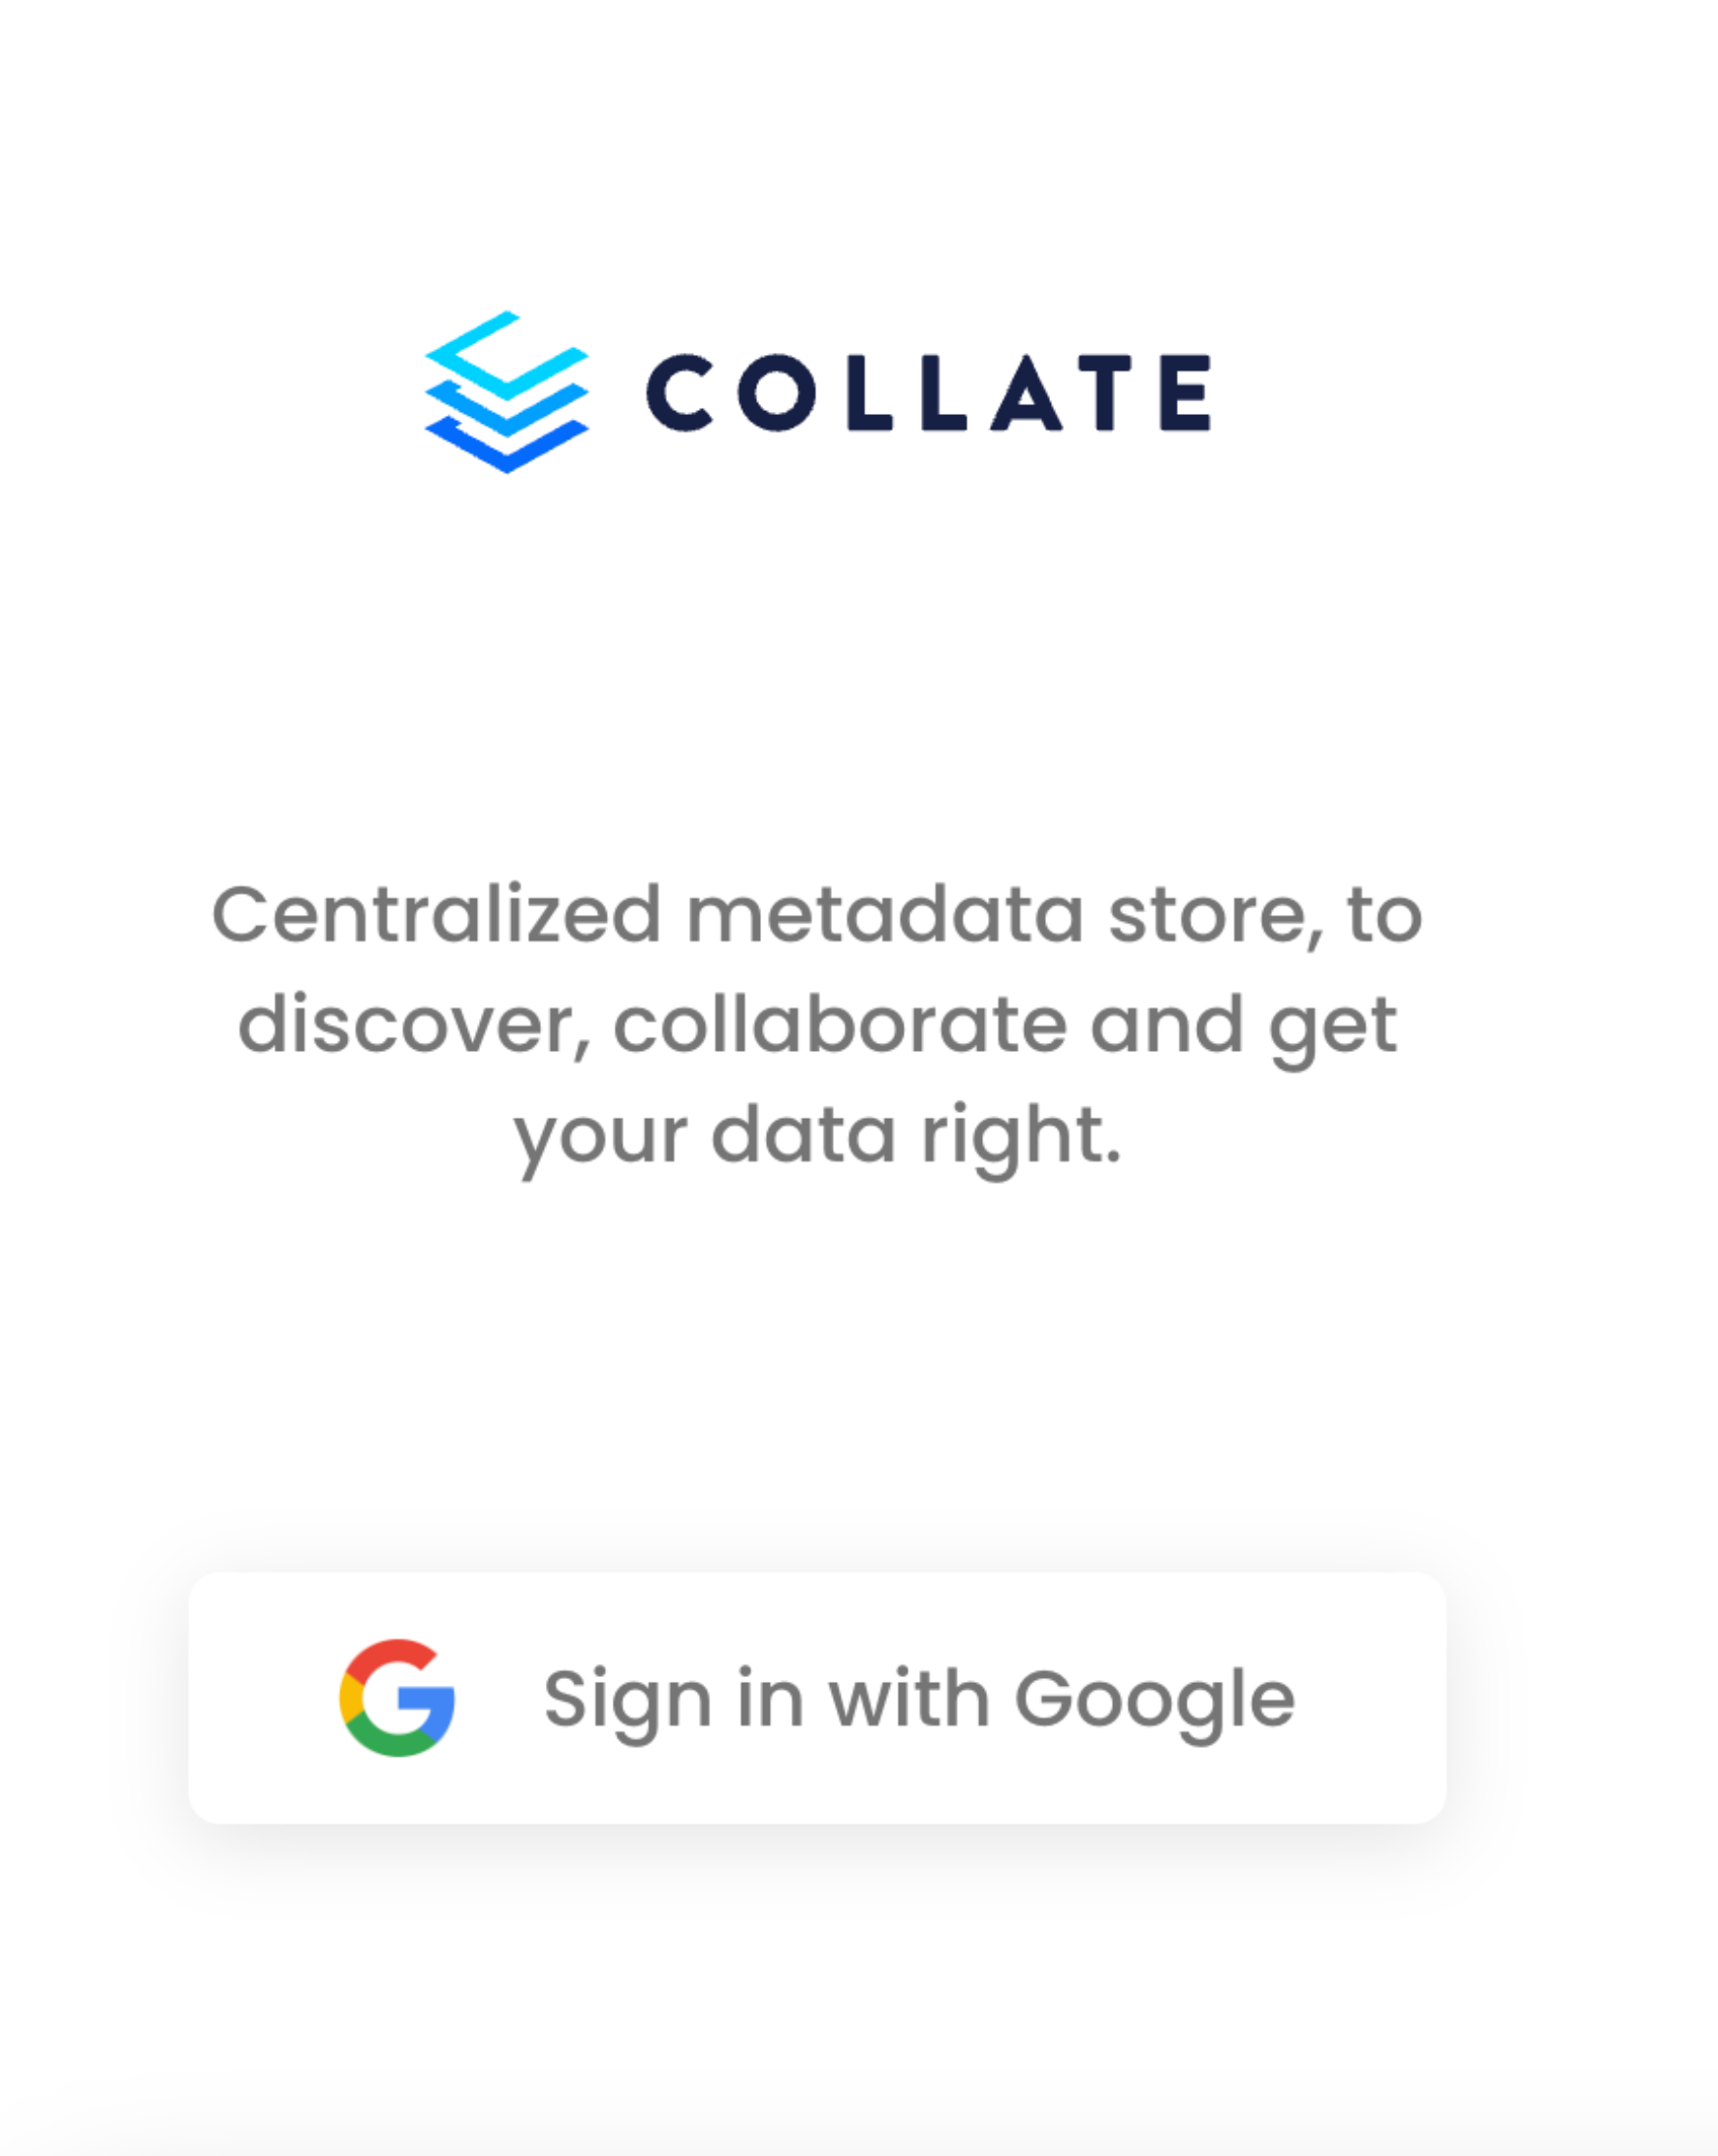 COLLATE
Centralized metadata store, to
discover, collaborate and get
your data right.
Sign in with Google